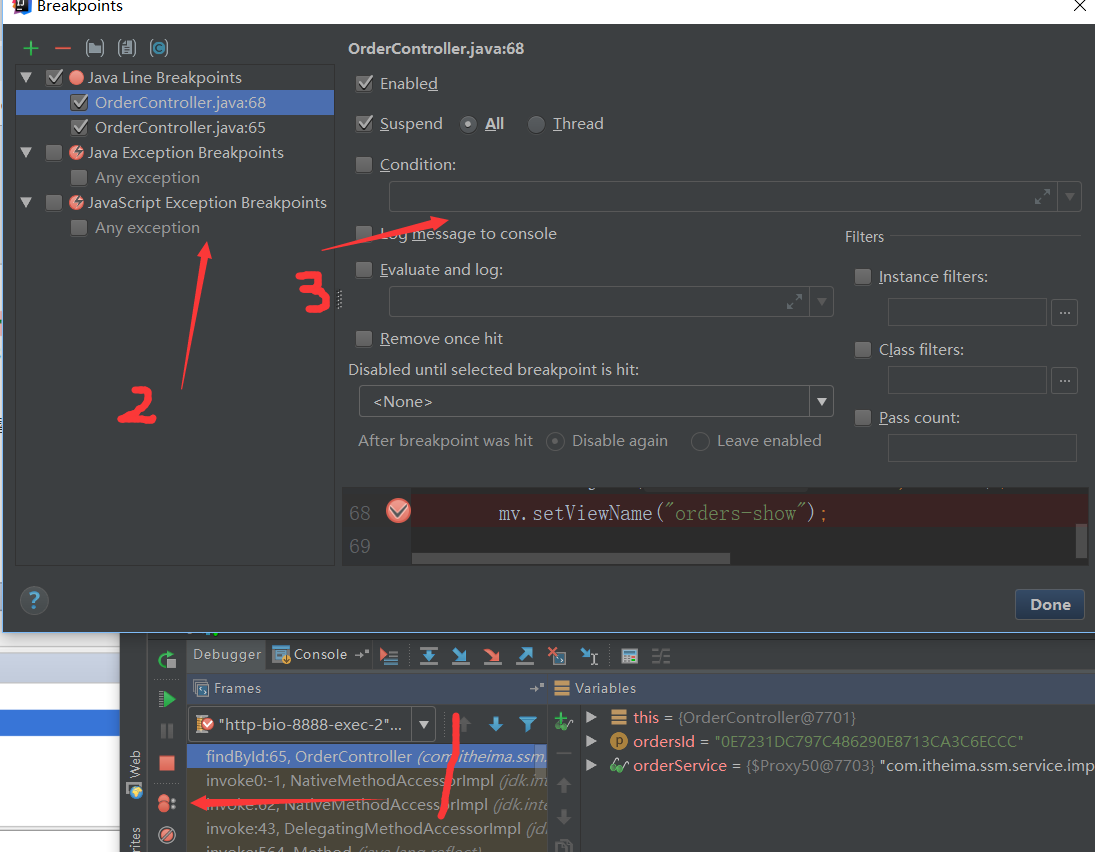 Breakpoints
OrderController.java:68
Java Line Breakpoints
Enabled
OrderController.java:68
OrderController.java:65
Suspend All Thread
Java Exception Breakpoints
Condition:
Any exception
JavaScript Exception Breakpoints
Any exception
Log message to console
Filters
3
Evaluate and log:
Instance filters:
...
Remove once hit
Class filters:
Disabled until selected breakpoint is hit:
...
2
<None>
Pass count:
After breakpoint was hit Disable again Leave enabled
68 mv.setViewName("orders-show");
69
?
Done
Debugger Console
Frames
Variables
"http-bio-8888-exec-2"...
this = {OrderController@7701}
ordersId = "0E7231DC797C486290E8713CA3C6ECCC"
orderService = {$Proxy50@7703} "com.itheima.ssm.service.imp
findById:65, OrderController (com.itheima.ssm.
invoke0:-1, NativeMethodAccessorImpl (jdk.int
invoke:62, NativeMethodAccessorImpl (jdk.inte
invoke:43, DelegatingMethodAccessorImpl (jd
invoke:564, Method (java.lang.reflect)
Web
rites
1